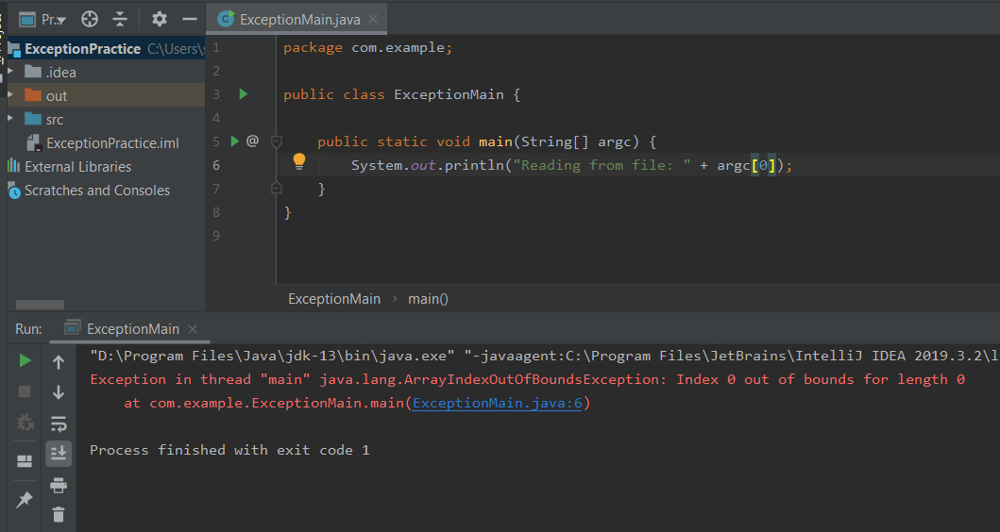 Pr...
ExceptionMain.java
ExceptionPractice C:\Users\
.idea
out
src
ExceptionPractice.iml
External Libraries
Scratches and Consoles
1 package com.example;
2
3 public class ExceptionMain {
4
5 @ public static void main(String[] argc) {
6 System.out.println("Reading from file: " + argc[0]);
7 }
8 }
9
ExceptionMain › main()
Run: ExceptionMain
"D:\Program Files\Java\jdk-13\bin\java.exe" "-javaagent:C:\Program Files\JetBrains\IntelliJ IDEA 2019.3.2\l
Exception in thread "main" java.lang.ArrayIndexOutOfBoundsException: Index 0 out of bounds for length 0
at com.example.ExceptionMain.main(ExceptionMain.java:6)
Process finished with exit code 1